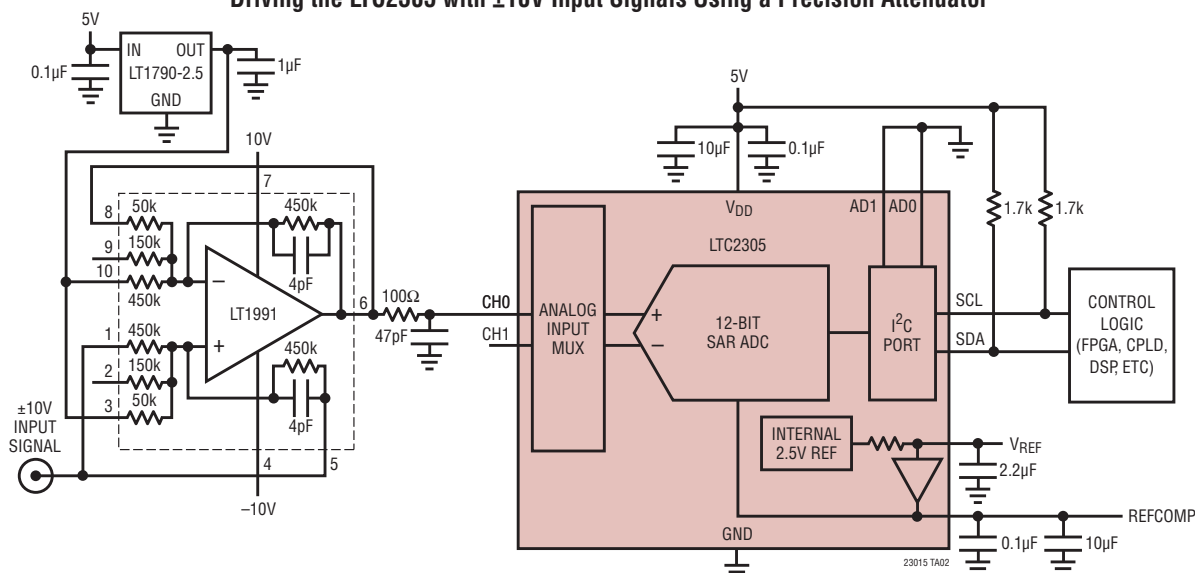 Driving the LTC2305 with ±10V Input Signals Using a Precision Attenuator
5V
IN
OUT
LT1790-2.5
GND
0.1µF
1µF
10V
7
8
50k
9
150k
10
450k
450k
4pF
–
LT1991
+
1
450k
2
150k
3
50k
450k
4pF
6
4
5
–10V
±10V
INPUT
SIGNAL
100Ω
47pF
CH0
CH1
5V
10µF
0.1µF
VDD
AD1
AD0
LTC2305
ANALOG
INPUT
MUX
+
–
12-BIT
SAR ADC
I2C
PORT
SCL
SDA
1.7k
1.7k
CONTROL
LOGIC
(FPGA, CPLD,
DSP, ETC)
INTERNAL
2.5V REF
VREF
2.2µF
REFCOMP
0.1µF
10µF
GND
23015 TA02